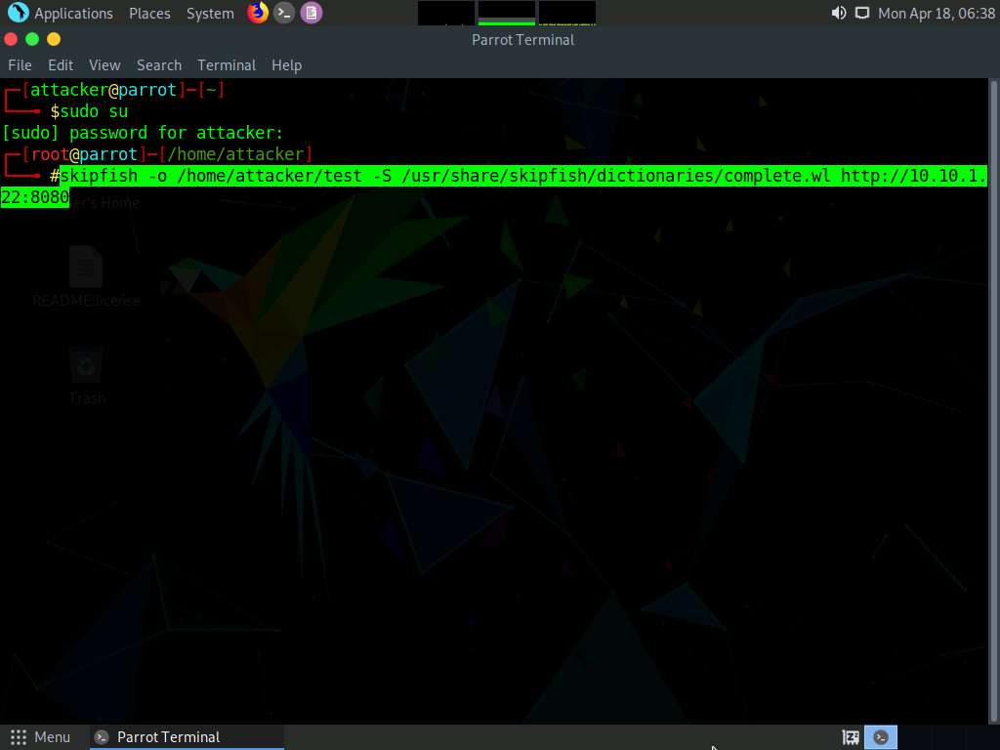 Applications Places System Mon Apr 18, 06:38
Parrot Terminal
File Edit View Search Terminal Help
┌─[attacker@parrot]─[~]
└──╼ $sudo su
[sudo] password for attacker:
┌─[root@parrot]─[/home/attacker]
└──╼ #skipfish -o /home/attacker/test -S /usr/share/skipfish/dictionaries/complete.wl http://10.10.1.
22:8080
er's Home
README.license
Trash
Menu Parrot Terminal